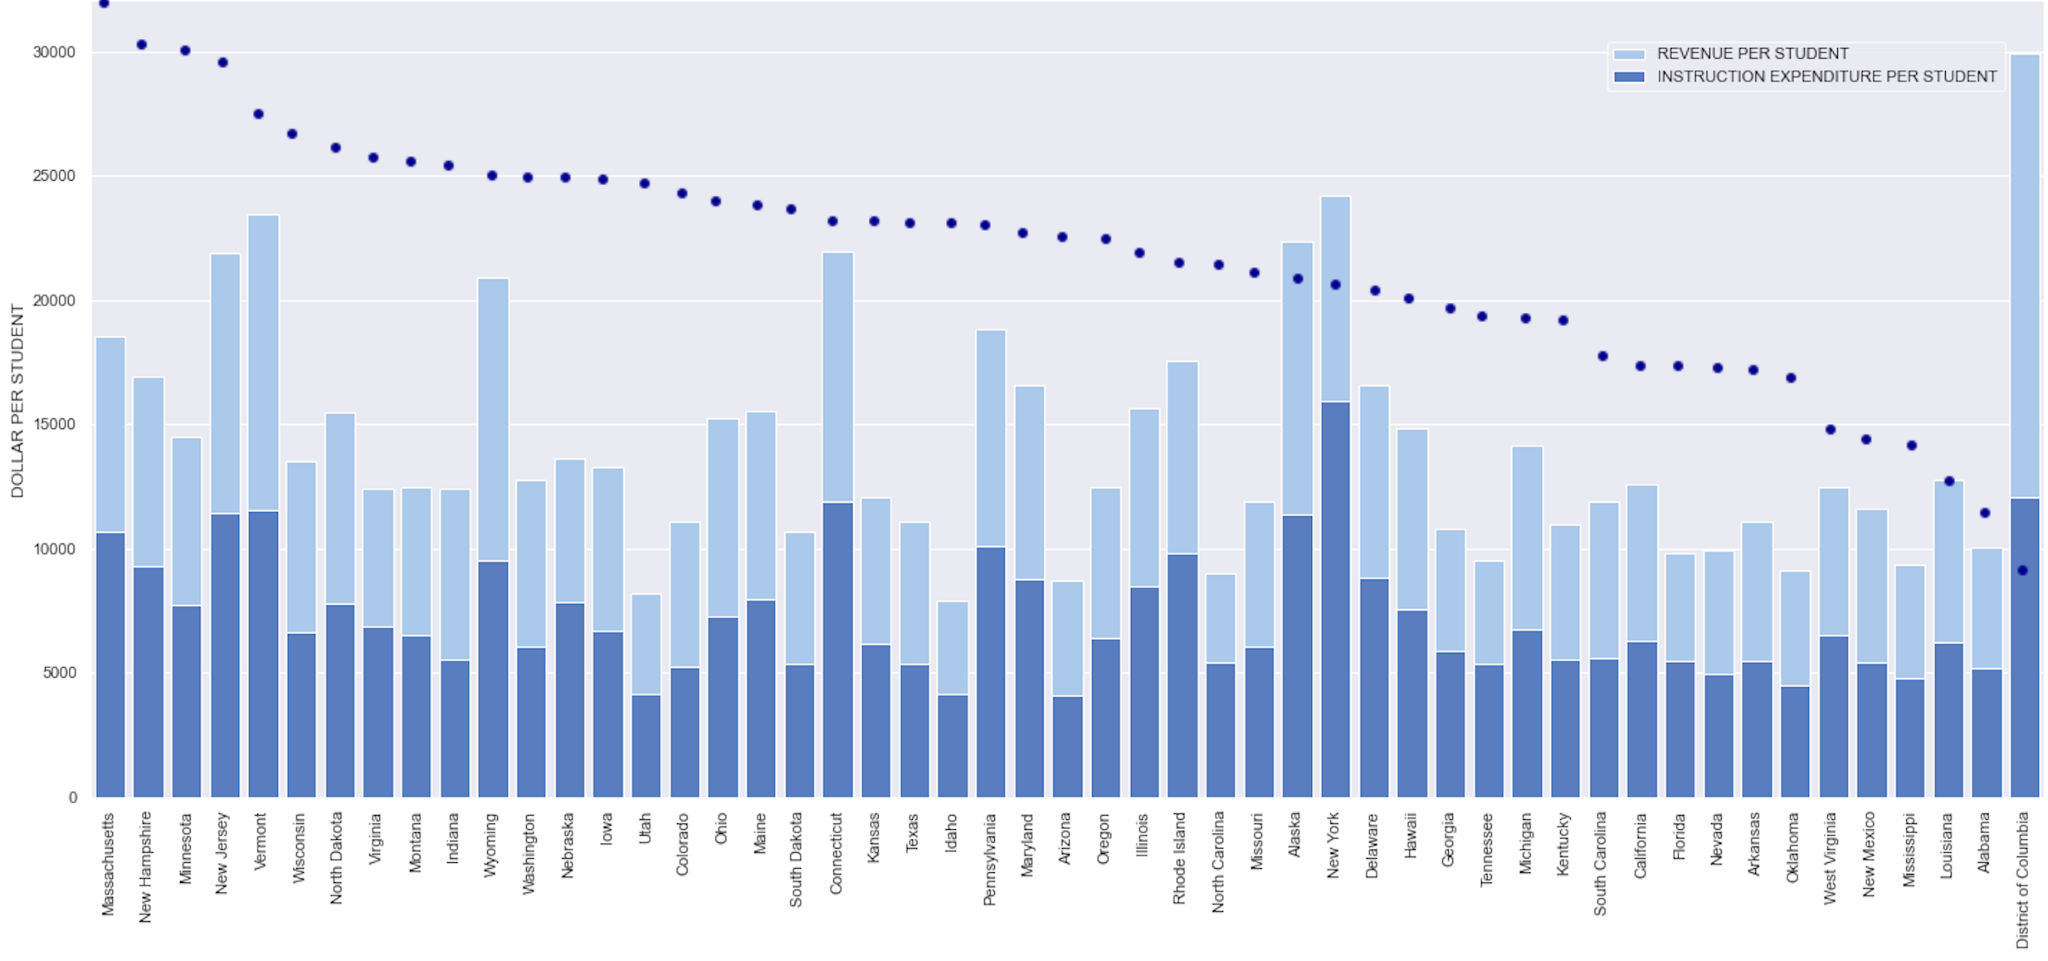 30000
25000
20000
15000
10000
5000
0
DOLLAR PER STUDENT
REVENUE PER STUDENT
INSTRUCTION EXPENDITURE PER STUDENT
Massachusetts
New Hampshire
Minnesota
New Jersey
Vermont
Wisconsin
North Dakota
Virginia
Montana
Indiana
Wyoming
Washington
Nebraska
Iowa
Utah
Colorado
Ohio
Maine
South Dakota
Connecticut
Kansas
Texas
Idaho
Pennsylvania
Maryland
Arizona
Oregon
Illinois
Rhode Island
North Carolina
Missouri
Alaska
New York
Delaware
Hawaii
Georgia
Tennessee
Michigan
Kentucky
South Carolina
California
Florida
Nevada
Arkansas
Oklahoma
West Virginia
New Mexico
Mississippi
Louisiana
Alabama
District of Columbia